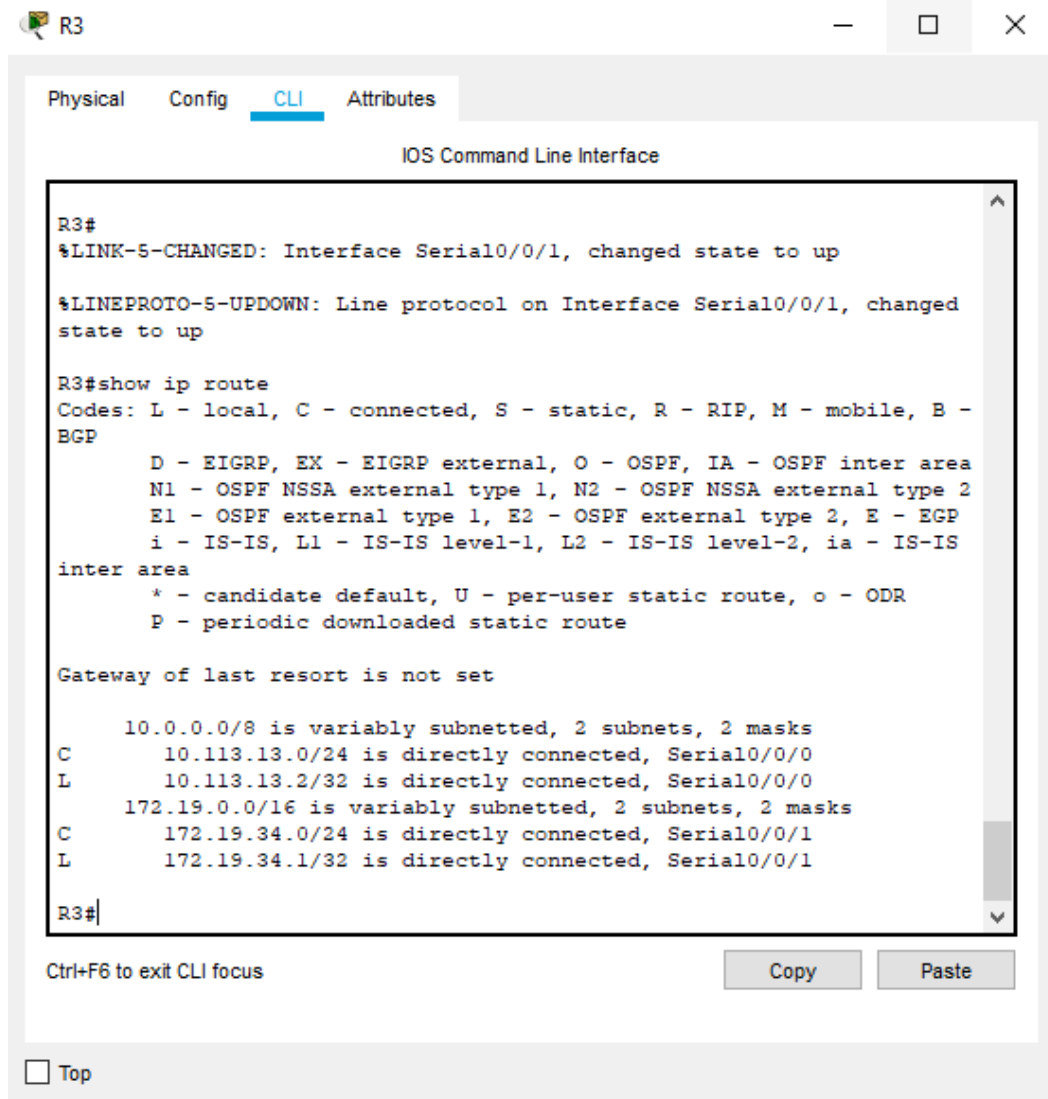 R3
Physical Config CLI Attributes
IOS Command Line Interface
R3#
%LINK-5-CHANGED: Interface Serial0/0/1, changed state to up
%LINEPROTO-5-UPDOWN: Line protocol on Interface Serial0/0/1, changed
state to up
R3#show ip route
Codes: L - local, C - connected, S - static, R - RIP, M - mobile, B -
BGP
       D - EIGRP, EX - EIGRP external, O - OSPF, IA - OSPF inter area
       N1 - OSPF NSSA external type 1, N2 - OSPF NSSA external type 2
       E1 - OSPF external type 1, E2 - OSPF external type 2, E - EGP
       i - IS-IS, L1 - IS-IS level-1, L2 - IS-IS level-2, ia - IS-IS
inter area
       * - candidate default, U - per-user static route, o - ODR
       P - periodic downloaded static route
Gateway of last resort is not set
     10.0.0.0/8 is variably subnetted, 2 subnets, 2 masks
C       10.113.13.0/24 is directly connected, Serial0/0/0
L       10.113.13.2/32 is directly connected, Serial0/0/0
     172.19.0.0/16 is variably subnetted, 2 subnets, 2 masks
C       172.19.34.0/24 is directly connected, Serial0/0/1
L       172.19.34.1/32 is directly connected, Serial0/0/1
R3#
Ctrl+F6 to exit CLI focus Copy Paste
Top